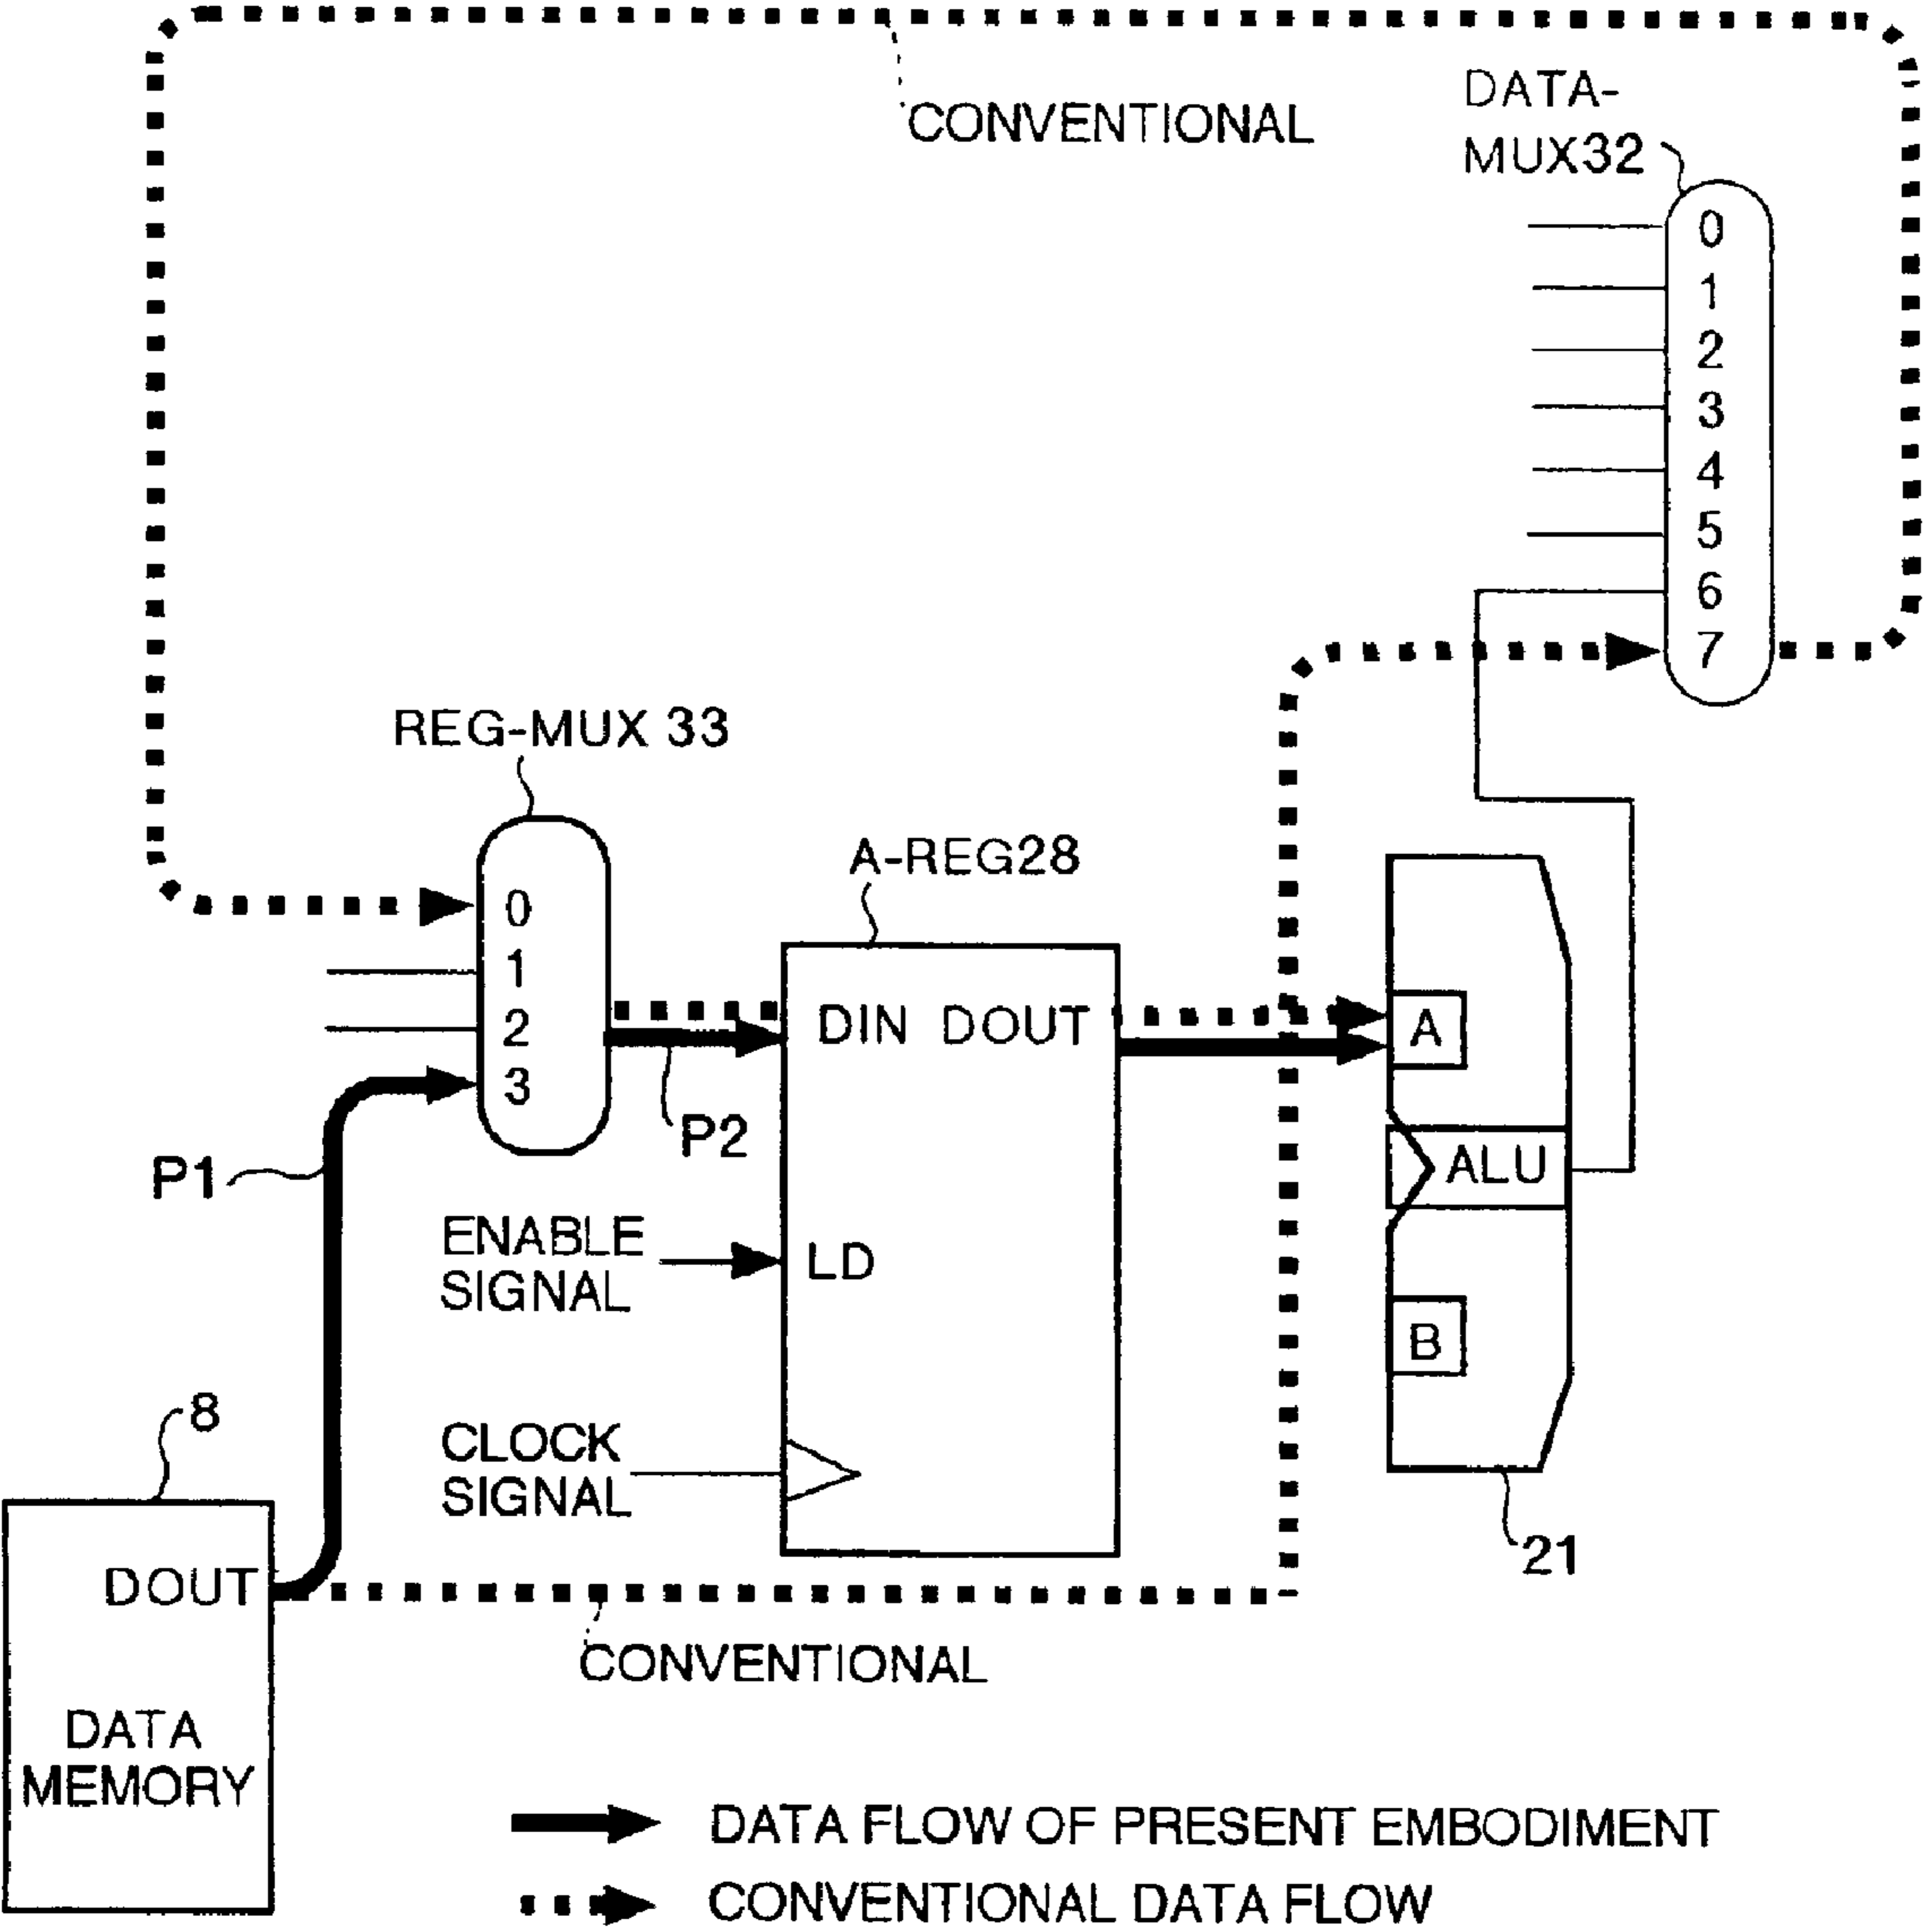 CONVENTIONAL
DATA-
MUX32
0
1
2
3
4
5
6
7
REG-MUX 33
0
1
2
3
A-REG28
DIN DOUT
A
P2
P1
ALU
ENABLE
SIGNAL
LD
B
8
CLOCK
SIGNAL
21
DOUT
CONVENTIONAL
DATA
MEMORY
DATA FLOW OF PRESENT EMBODIMENT
CONVENTIONAL DATA FLOW